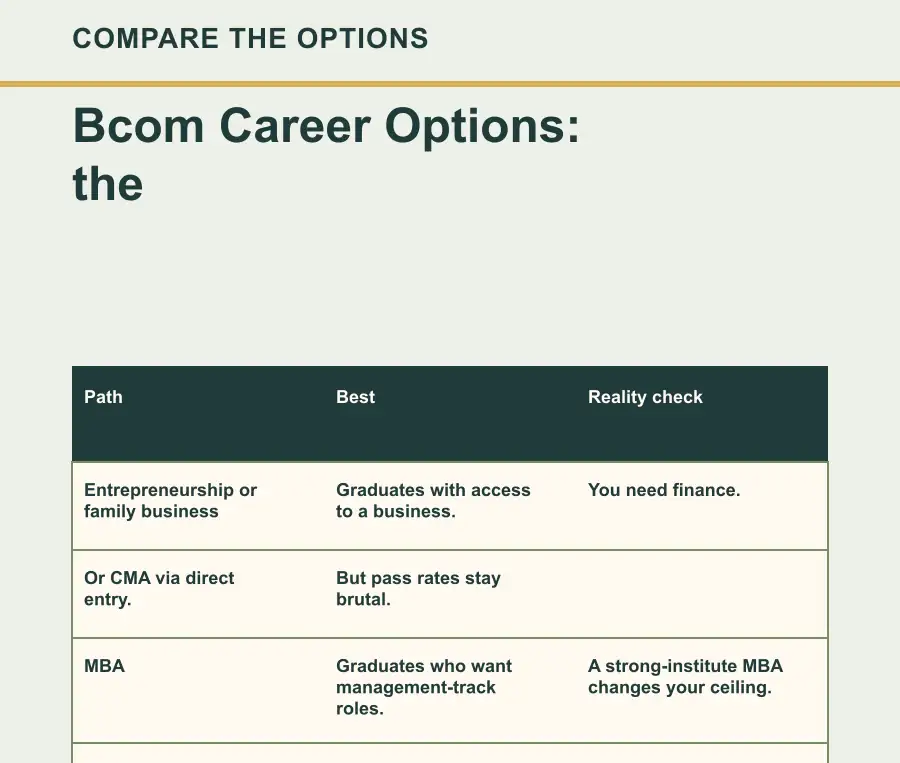 COMPARE THE OPTIONS
Bcom Career Options:
the
Path
Best
Reality check
Entrepreneurship or
family business
Graduates with access
to a business.
You need finance.
Or CMA via direct
entry.
But pass rates stay
brutal.
MBA
Graduates who want
management-track
roles.
A strong-institute MBA
changes your ceiling.